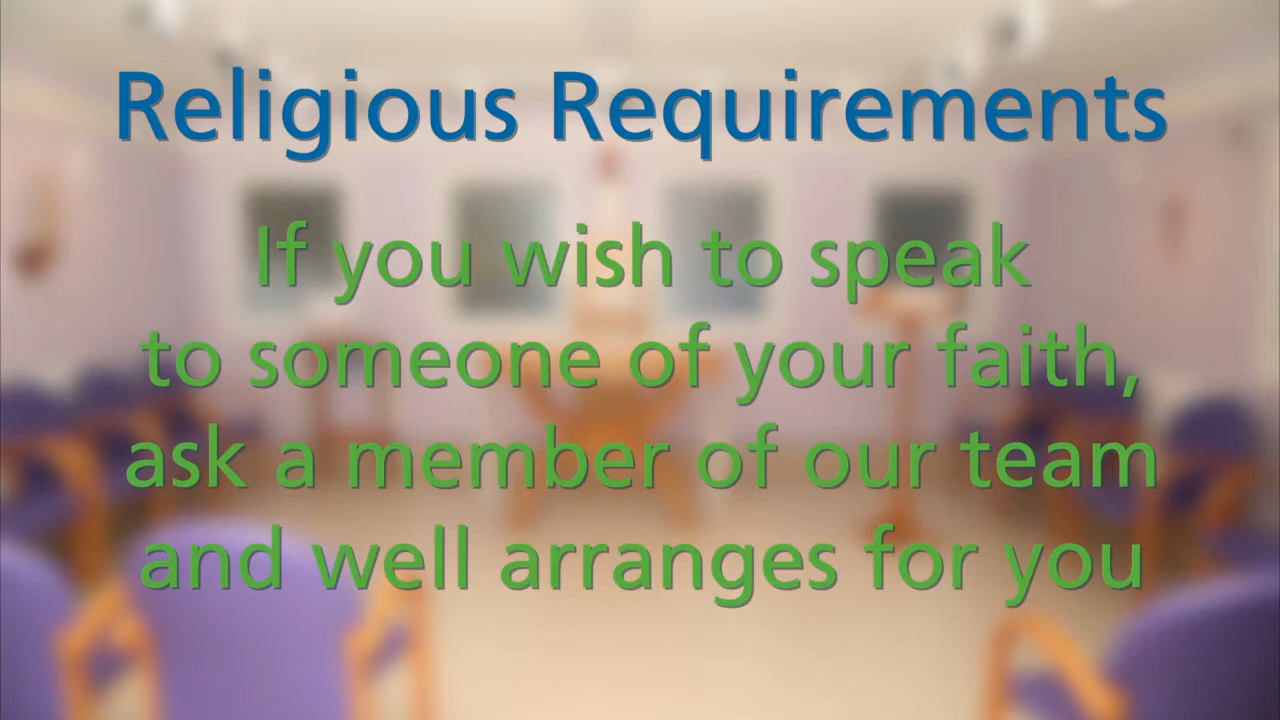 Religious Requirements
If you wish to speak
to someone of your faith,
ask a member of our team
and well arranges for you